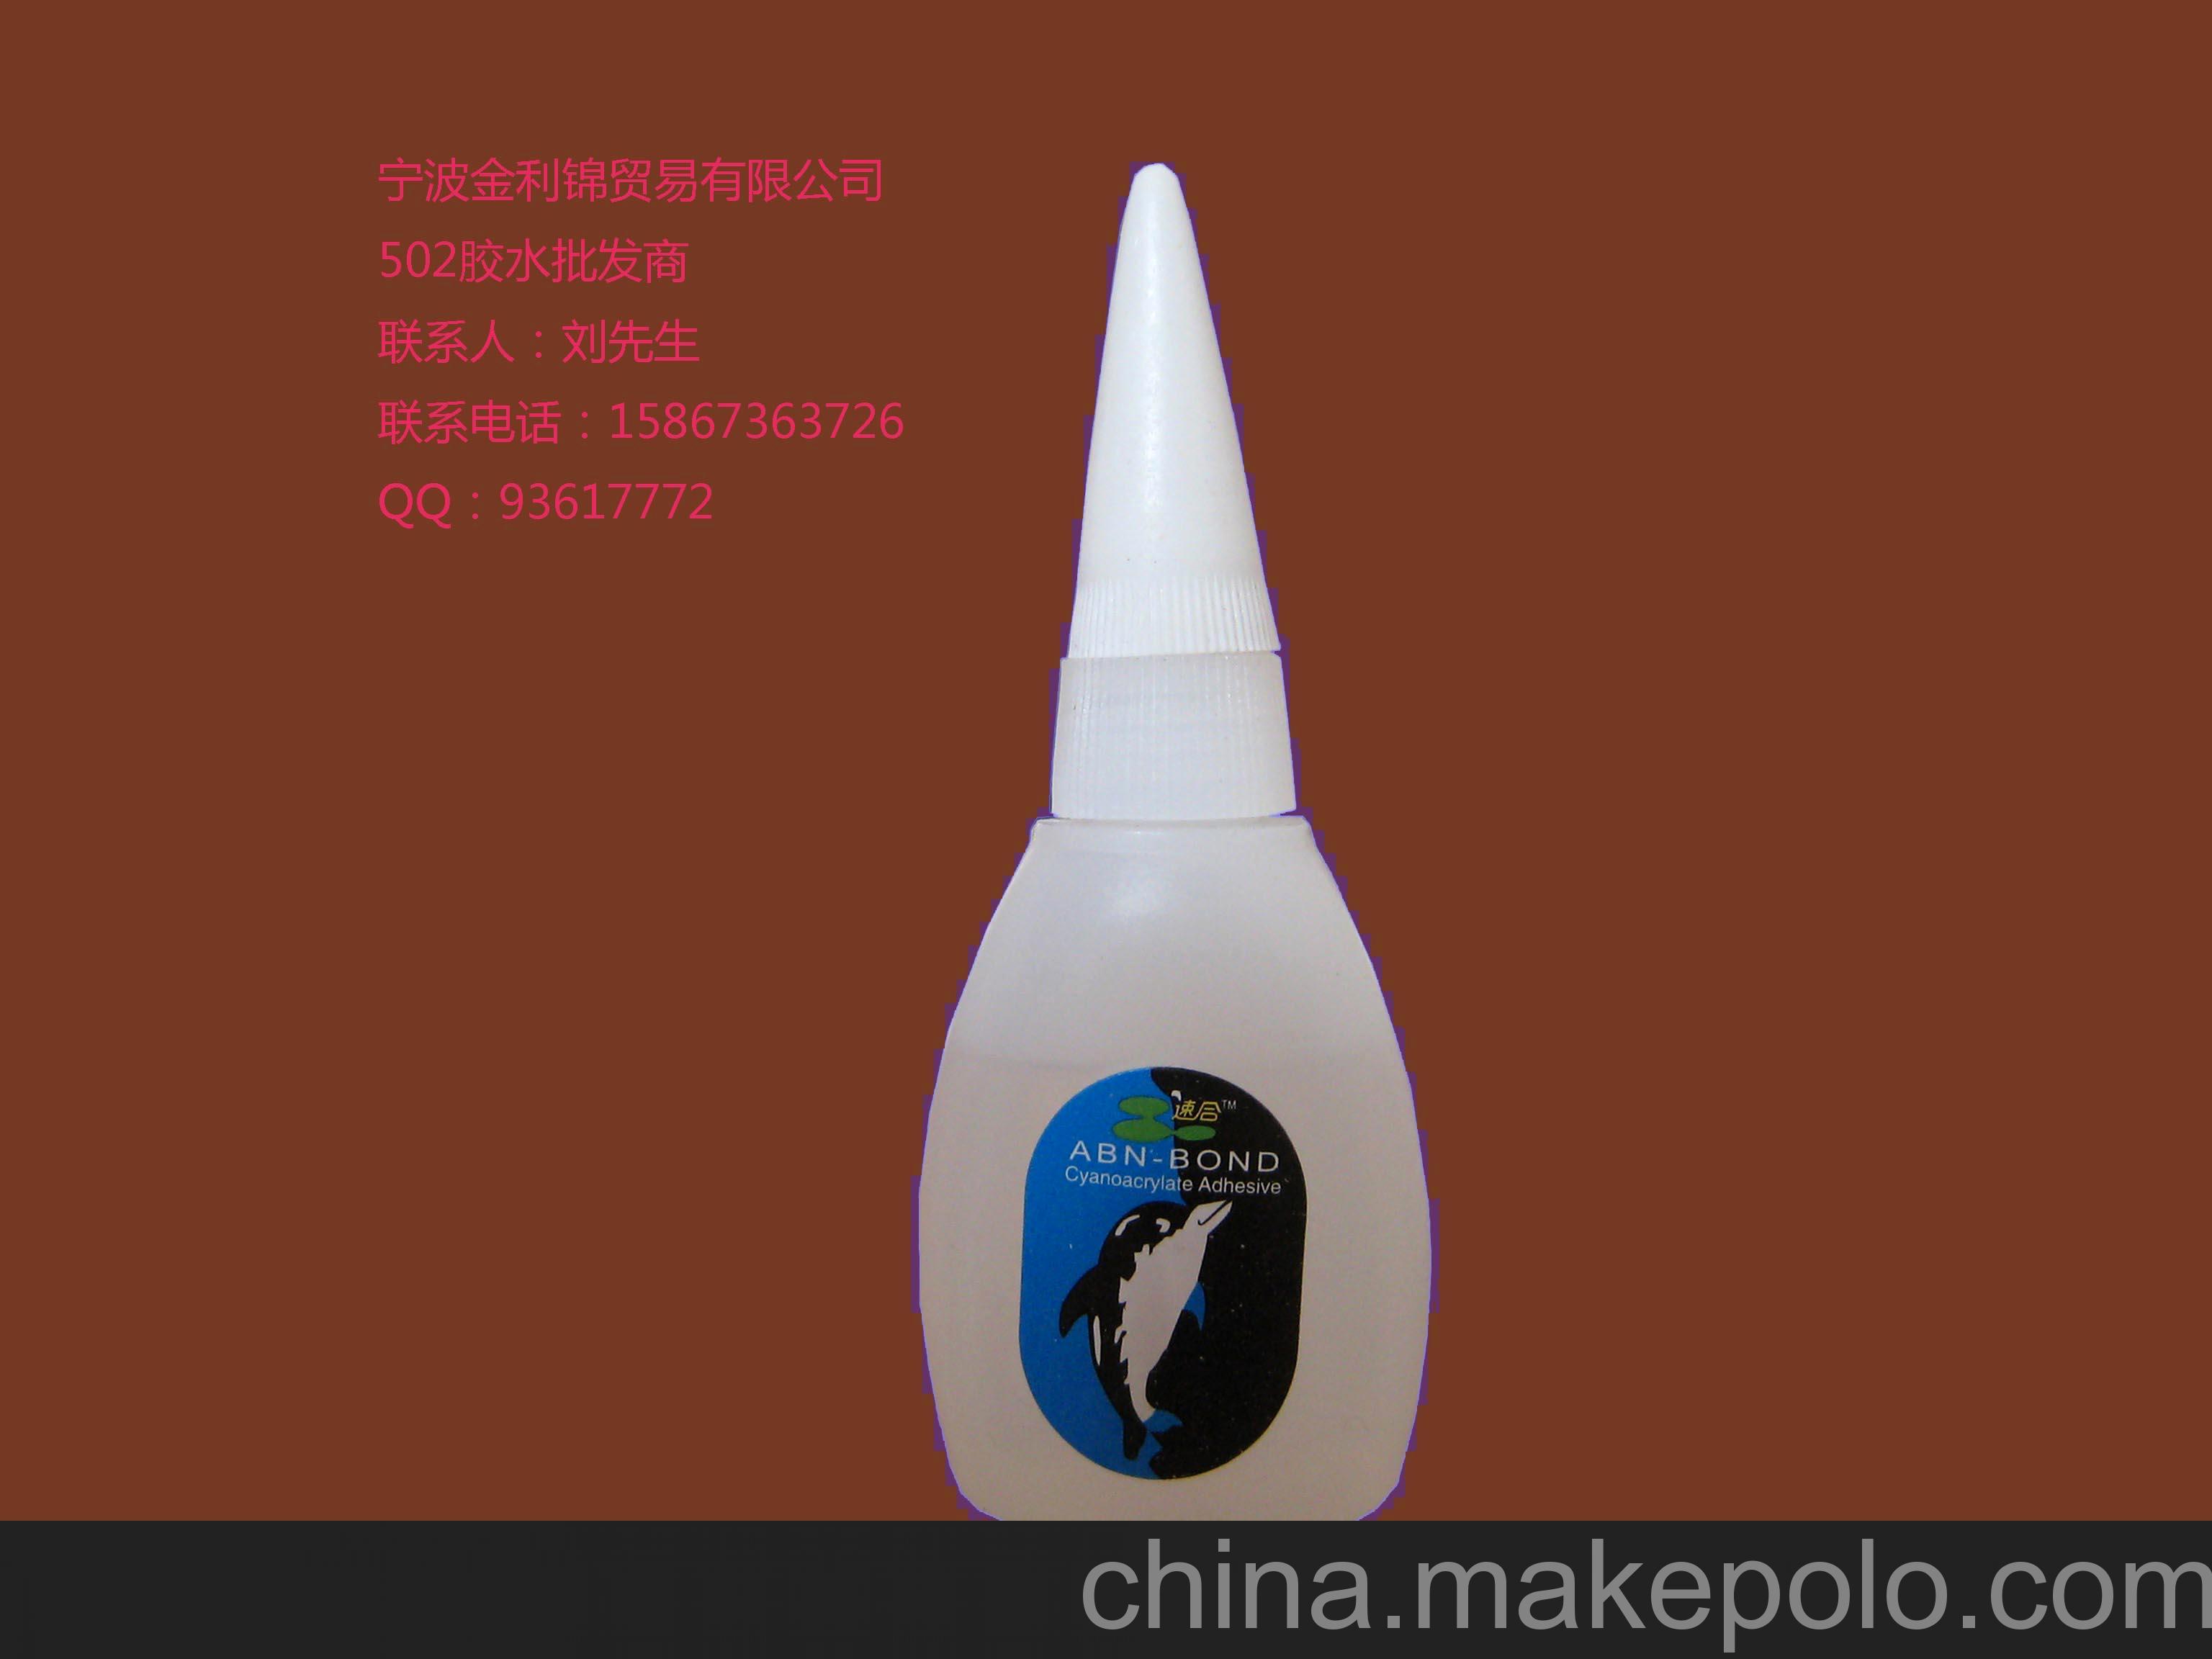 宁波金利锦贸易有限公司
502胶水批发商
联系人：刘先生
联系电话：15867363726
QQ：93617772
速合™
ABN-BOND
Cyanoacrylate Adhesive
china.makepolo.com